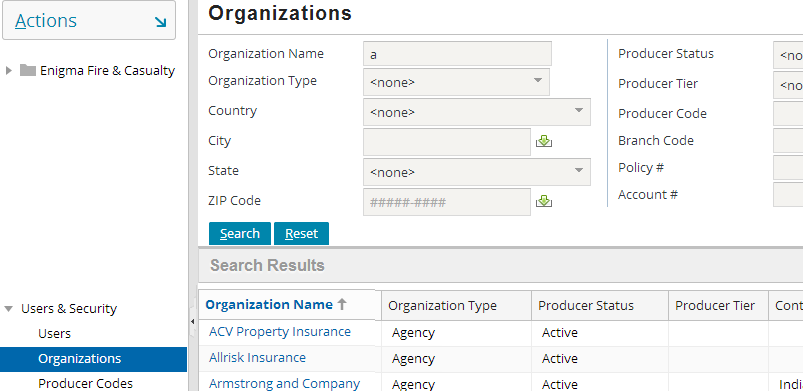 Actions
Enigma Fire & Casualty
Users & Security
Users
Organizations
Producer Codes
Organizations
Organization Name a
Organization Type <none>
Country <none>
City
State <none>
ZIP Code #####-####
Search Reset
Producer Status <no
Producer Tier <no
Producer Code
Branch Code
Policy #
Account #
Search Results
Organization Name Organization Type Producer Status Producer Tier Cont
ACV Property Insurance Agency Active
Allrisk Insurance Agency Active
Armstrong and Company Agency Active Indi